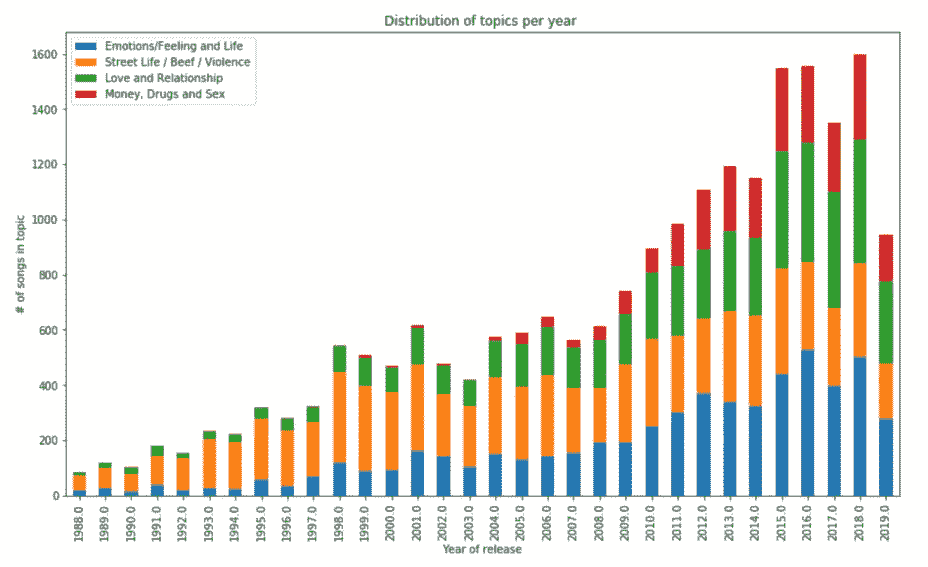 Distribution of topics per year
Emotions/Feeling and Life
Street Life / Beef / Violence
Love and Relationship
Money, Drugs and Sex
# of songs in topic
1600
1400
1200
1000
800
600
400
200
0
1988.0 1989.0 1990.0 1991.0 1992.0 1993.0 1994.0 1995.0 1996.0 1997.0 1998.0 1999.0 2000.0 2001.0 2002.0 2003.0 2004.0 2005.0 2006.0 2007.0 2008.0 2009.0 2010.0 2011.0 2012.0 2013.0 2014.0 2015.0 2016.0 2017.0 2018.0 2019.0
Year of release